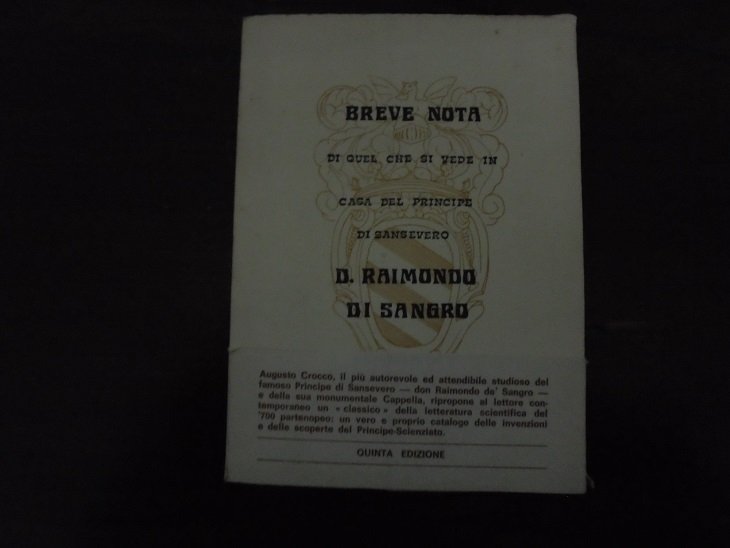 BREVE NOTA
DI QUEL CHE SI VEDE IN
CASA DEL PRINCIPE
DI SANSEVERO
D. RAIMONDO
DI SANGRO
Augusto Crocco, il più autorevole ed attendibile studioso del
famoso Principe di Sansevero — don Raimondo de' Sangro —
e della sua monumentale Cappella, ripropone al lettore con-
temporaneo un « classico » della letteratura scientifica del
'700 partenopeo: un vero e proprio catalogo delle invenzioni
e delle scoperte del Principe-Scienziato.
QUINTA EDIZIONE